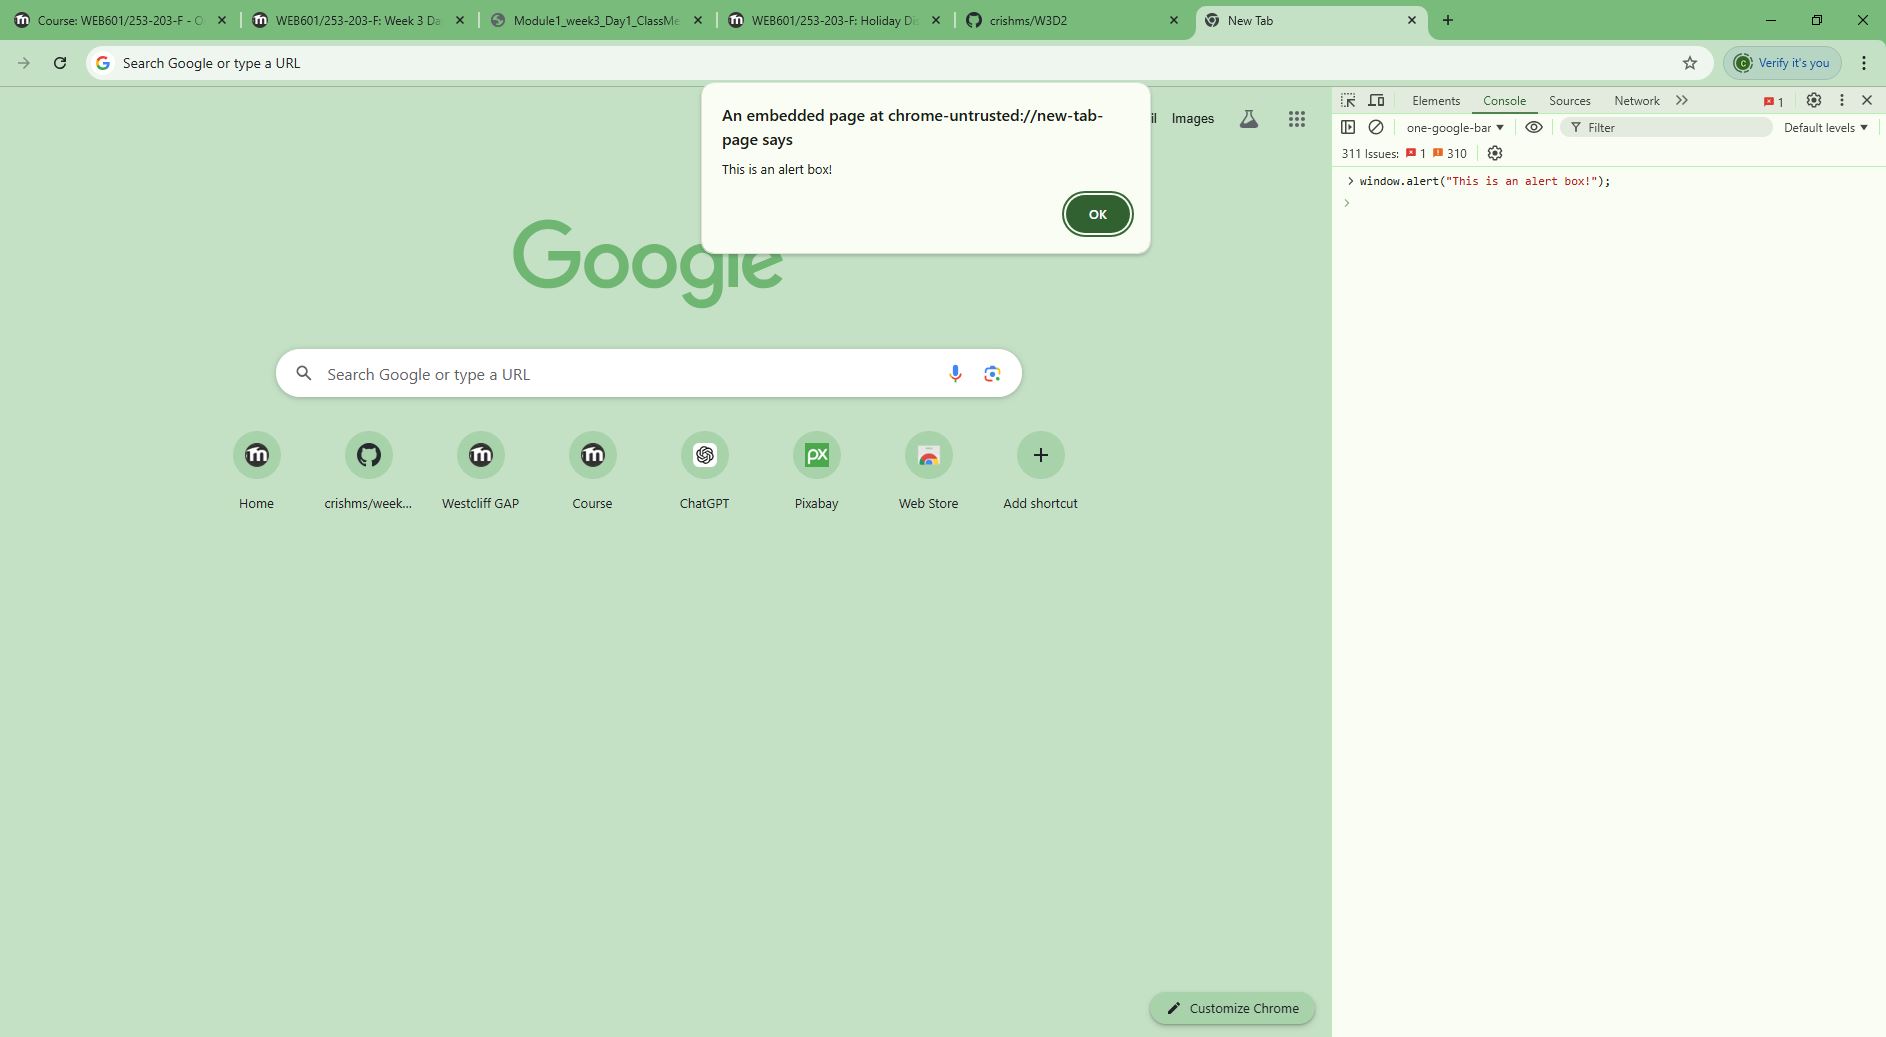 Course: WEB601/253-203-F - O
WEB601/253-203-F: Week 3 Da
Module1_week3_Day1_ClassMe
WEB601/253-203-F: Holiday Dis
crishms/W3D2
New Tab
Search Google or type a URL
Verify it's you
An embedded page at chrome-untrusted://new-tab-
page says
This is an alert box!
OK
il
Images
Google
Search Google or type a URL
Home
crishms/week...
Westcliff GAP
Course
ChatGPT
px
Pixabay
Web Store
Add shortcut
Customize Chrome
Elements
Console
Sources
Network
1
one-google-bar
Filter
Default levels
311 Issues:
1
310
window.alert("This is an alert box!");